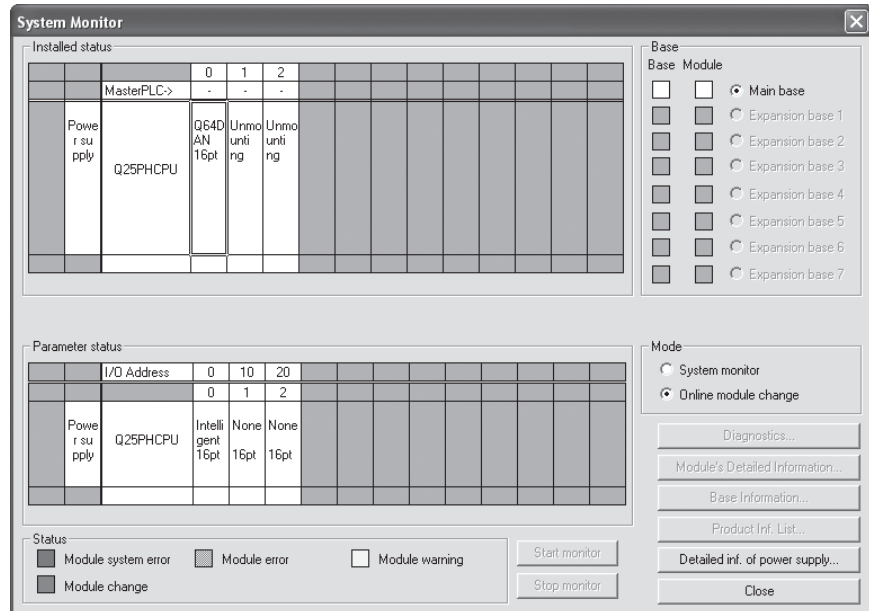 System Monitor
Installed status
0 1 2
MasterPLC-> - - -
Powe
r su
pply
Q25PHCPU
Q64D
AN
16pt
Unmo
unti
ng
Unmo
unti
ng
Base
Base Module
Main base
Expansion base 1
Expansion base 2
Expansion base 3
Expansion base 4
Expansion base 5
Expansion base 6
Expansion base 7
Parameter status
I/O Address 0 10 20
0 1 2
Powe
r su
pply
Q25PHCPU
Intelli
gent
16pt
None
16pt
None
16pt
Mode
System monitor
Online module change
Diagnostics...
Module's Detailed Information...
Base Information...
Product Inf. List...
Detailed inf. of power supply...
Close
Status
Module system error
Module error
Module warning
Module change
Start monitor
Stop monitor